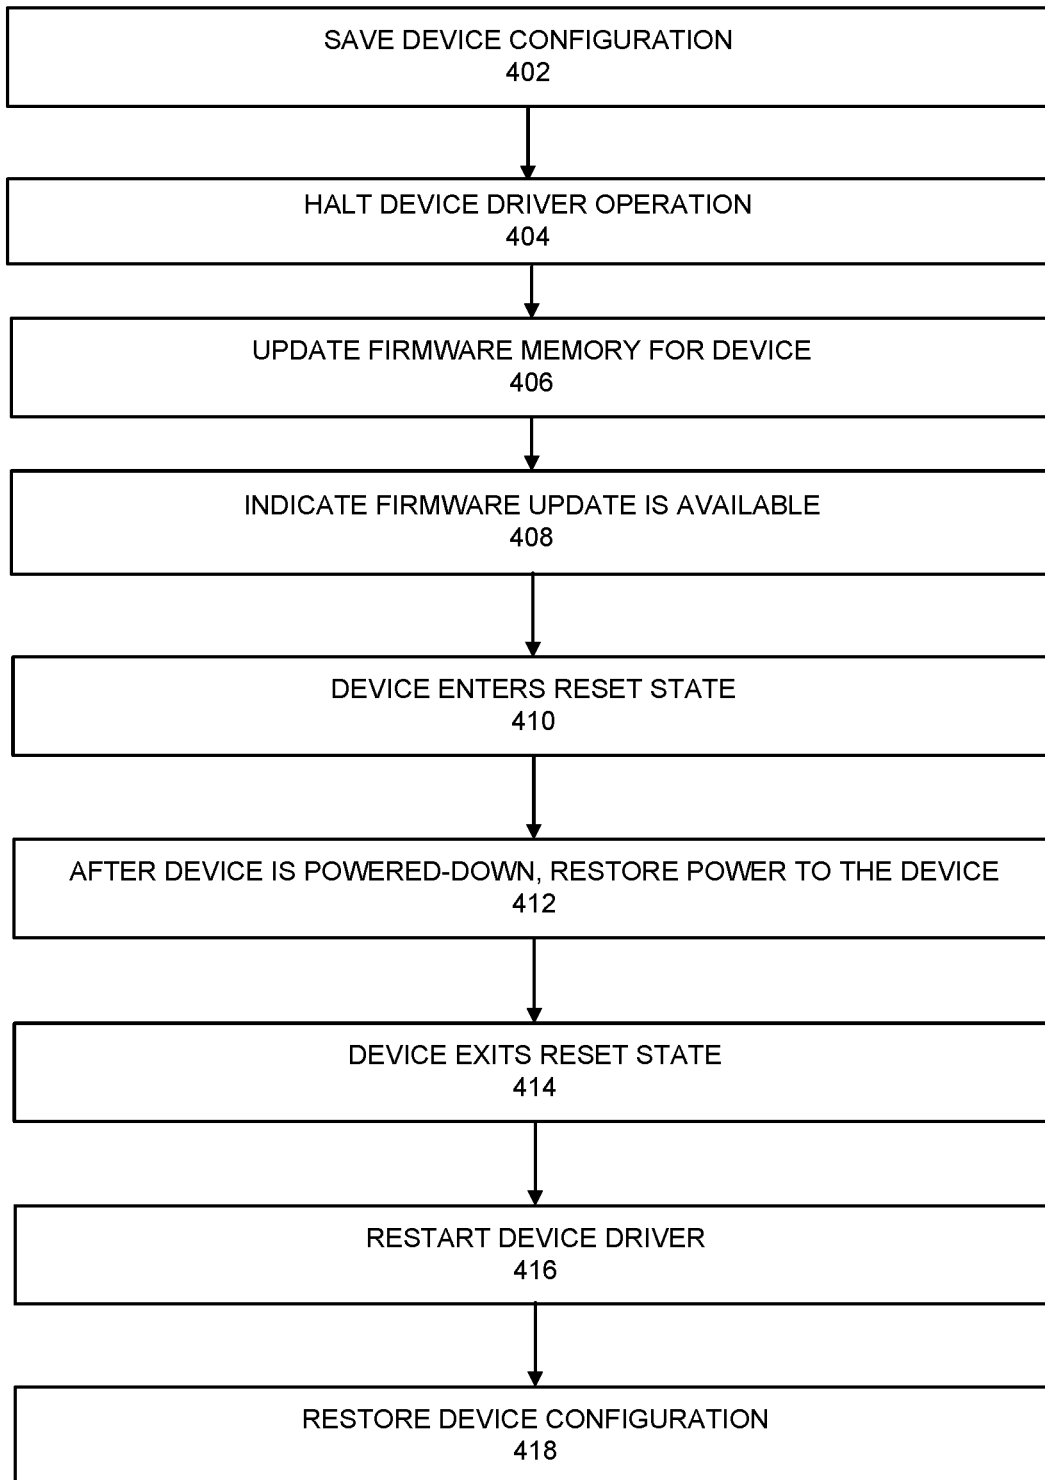 SAVE DEVICE CONFIGURATION
402
HALT DEVICE DRIVER OPERATION
404
UPDATE FIRMWARE MEMORY FOR DEVICE
406
INDICATE FIRMWARE UPDATE IS AVAILABLE
408
DEVICE ENTERS RESET STATE
410
AFTER DEVICE IS POWERED-DOWN, RESTORE POWER TO THE DEVICE
412
DEVICE EXITS RESET STATE
414
RESTART DEVICE DRIVER
416
RESTORE DEVICE CONFIGURATION
418